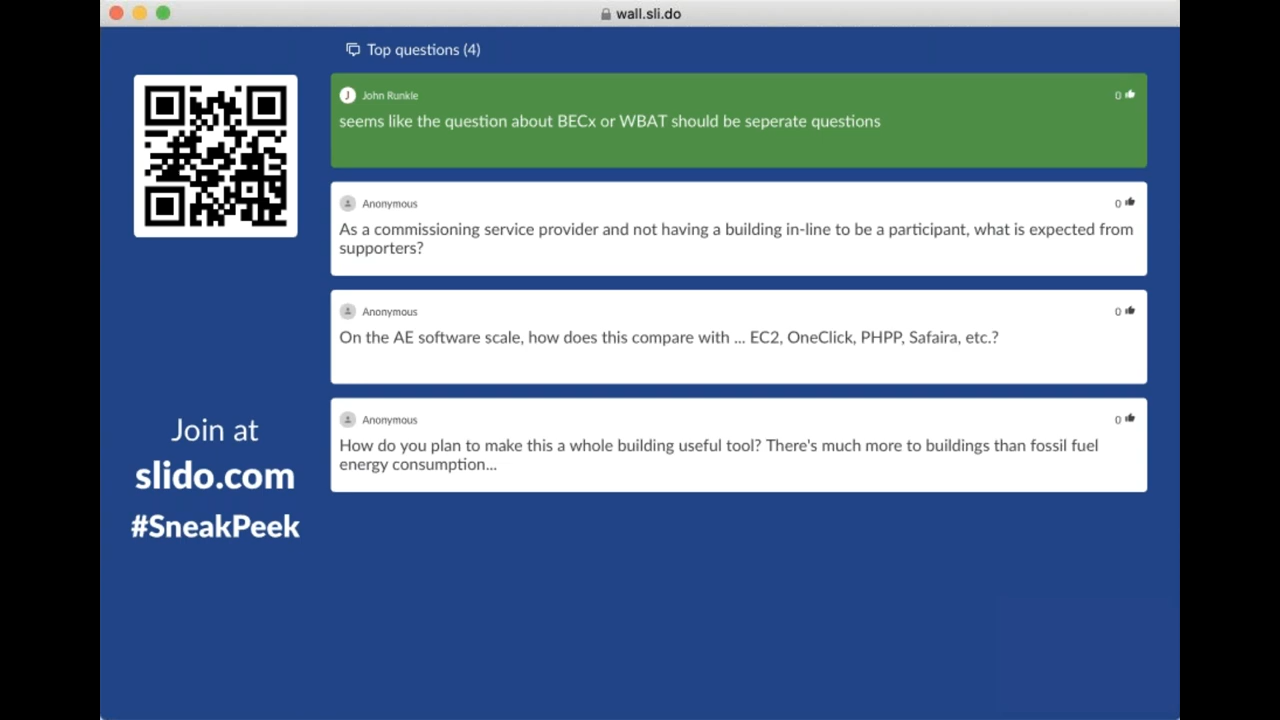 wall.sli.do
Top questions (4)
J John Runkle 0
seems like the question about BECx or WBAT should be seperate questions
Anonymous 0
As a commissioning service provider and not having a building in-line to be a participant, what is expected from
supporters?
Anonymous 0
On the AE software scale, how does this compare with ... EC2, OneClick, PHPP, Safaira, etc.?
Anonymous 0
How do you plan to make this a whole building useful tool? There's much more to buildings than fossil fuel
energy consumption...
Join at
slido.com
#SneakPeek